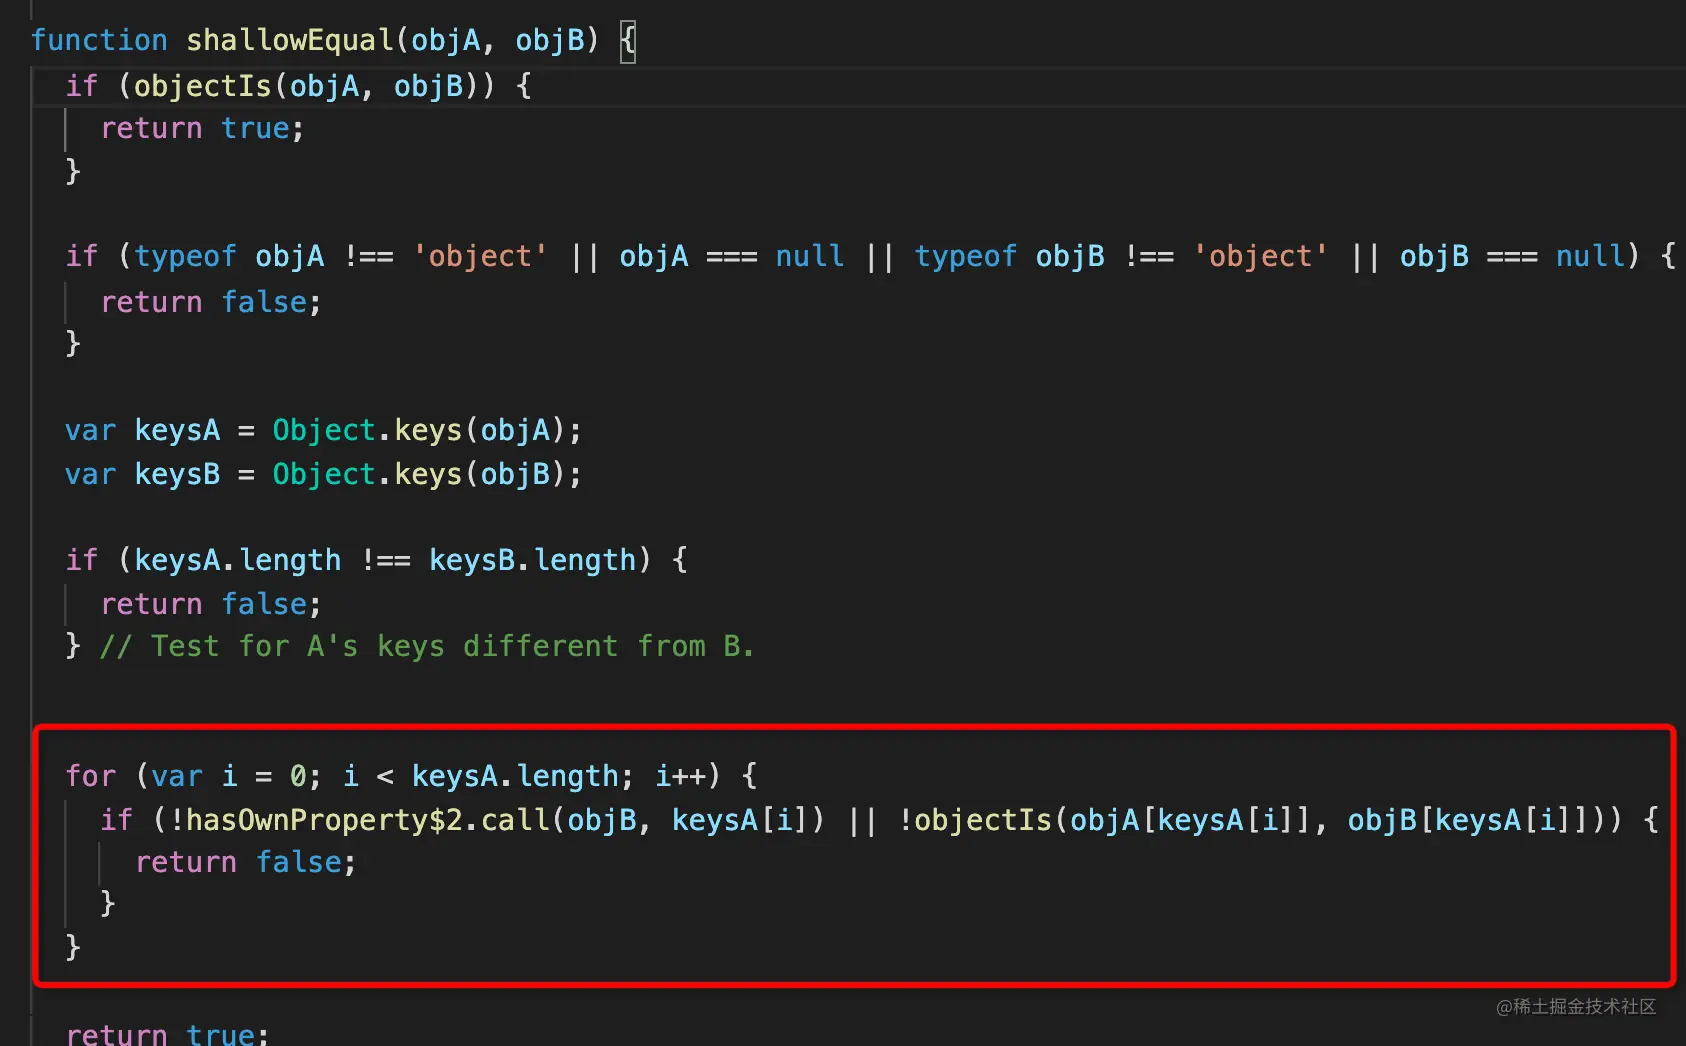 function shallowEqual(objA, objB) {
  if (objectIs(objA, objB)) {
    return true;
  }
  if (typeof objA !== 'object' || objA === null || typeof objB !== 'object' || objB === null) {
    return false;
  }
  var keysA = Object.keys(objA);
  var keysB = Object.keys(objB);
  if (keysA.length !== keysB.length) {
    return false;
  } // Test for A's keys different from B.
  for (var i = 0; i < keysA.length; i++) {
    if (!hasOwnProperty$2.call(objB, keysA[i]) || !objectIs(objA[keysA[i]], objB[keysA[i]])) {
      return false;
    }
  }
@稀土掘金技术社区
  return true;